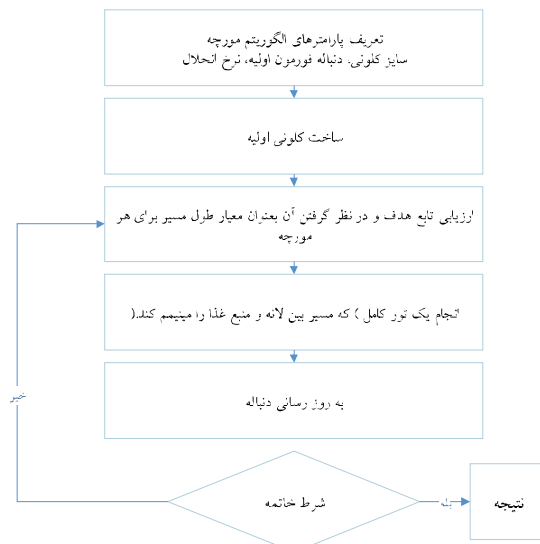 تعریف پارامترهای الگوریتم مورچه
سایز کلونی، دنباله فورمون اولیه، نرخ انحلال
ساخت کلونی اولیه
ارزیابی تابع هدف و در نظر گرفتن آن بعنوان معیار طول مسیر برای هر
مورچه
انجام یک تور کامل ) که مسیر بین لانه و منبع غذا را مینیمم کند.(
به روز رسانی دنباله
خیر
شرط خاتمه
بله
نتیجه